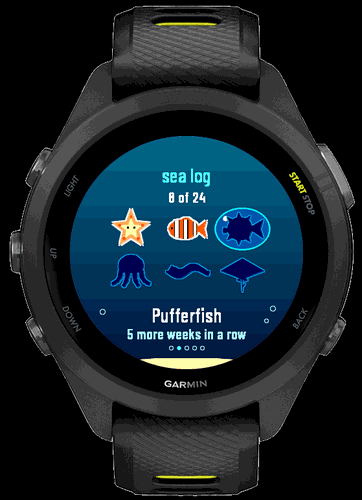 sea log
8 of 24
LIGHT
START STOP
UP
DOWN
BACK
Pufferfish
5 more weeks in a row
GARMIN